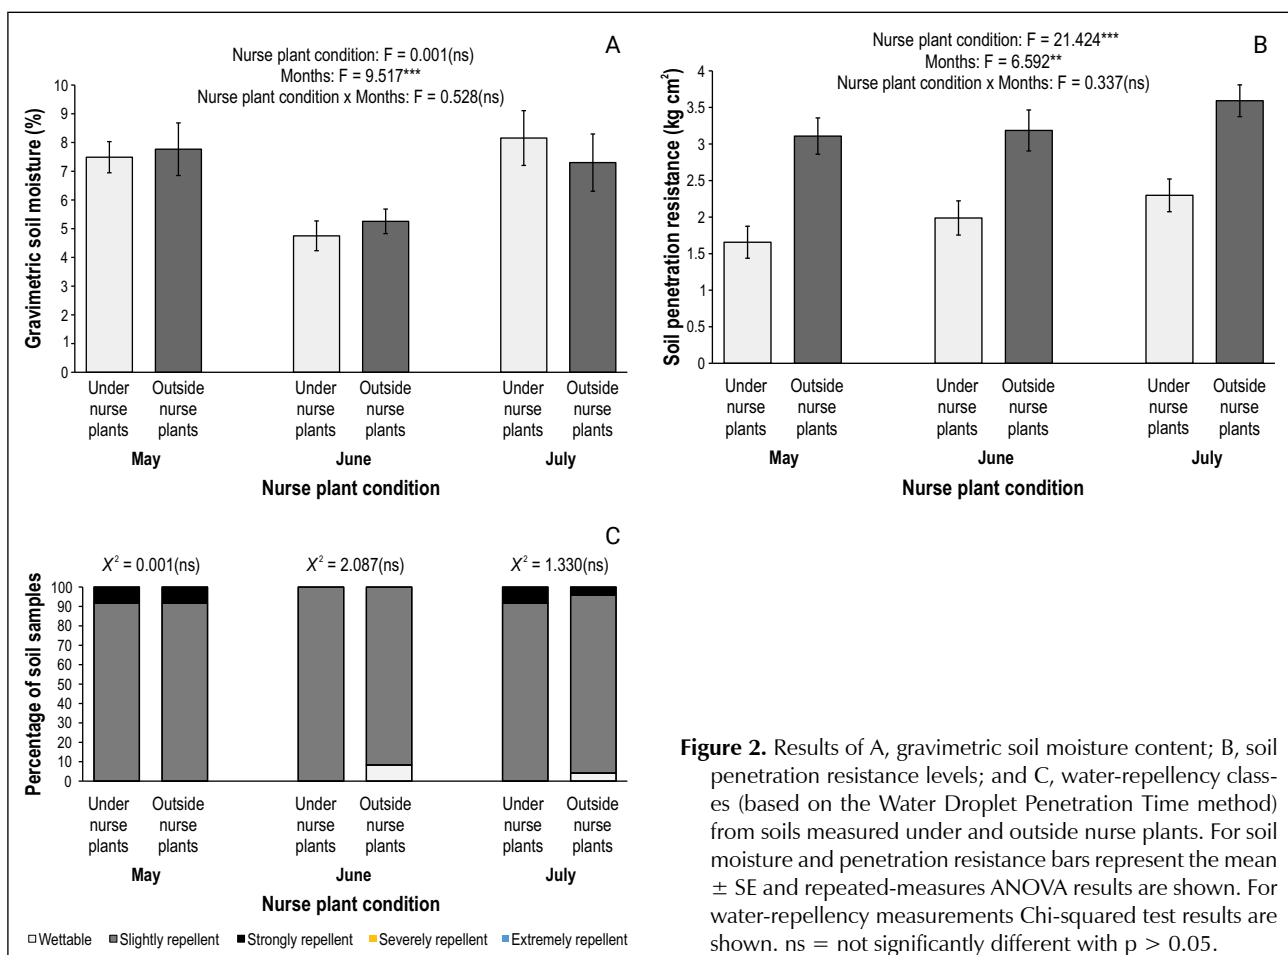 A
Nurse plant condition: F = 0.001(ns)
Months: F = 9.517***
Nurse plant condition x Months: F = 0.528(ns)
Gravimetric soil moisture (%)
10
9
8
7
6
5
4
3
2
1
0
Under nurse plants
Outside nurse plants
Under nurse plants
Outside nurse plants
Under nurse plants
Outside nurse plants
May
June
July
Nurse plant condition
B
Nurse plant condition: F = 21.424***
Months: F = 6.592**
Nurse plant condition x Months: F = 0.337(ns)
Soil penetration resistance (kg cm²)
4
3.5
3
2.5
2
1.5
1
0.5
0
Under nurse plants
Outside nurse plants
Under nurse plants
Outside nurse plants
Under nurse plants
Outside nurse plants
May
June
July
Nurse plant condition
C
X² = 0.001(ns)
X² = 2.087(ns)
X² = 1.330(ns)
Percentage of soil samples
100
90
80
70
60
50
40
30
20
10
0
Under nurse plants
Outside nurse plants
Under nurse plants
Outside nurse plants
Under nurse plants
Outside nurse plants
May
June
July
Nurse plant condition
Wettable
Slightly repellent
Strongly repellent
Severely repellent
Extremely repellent
Figure 2. Results of A, gravimetric soil moisture content; B, soil
penetration resistance levels; and C, water-repellency class-
es (based on the Water Droplet Penetration Time method)
from soils measured under and outside nurse plants. For soil
moisture and penetration resistance bars represent the mean
± SE and repeated-measures ANOVA results are shown. For
water-repellency measurements Chi-squared test results are
shown. ns = not significantly different with p > 0.05.